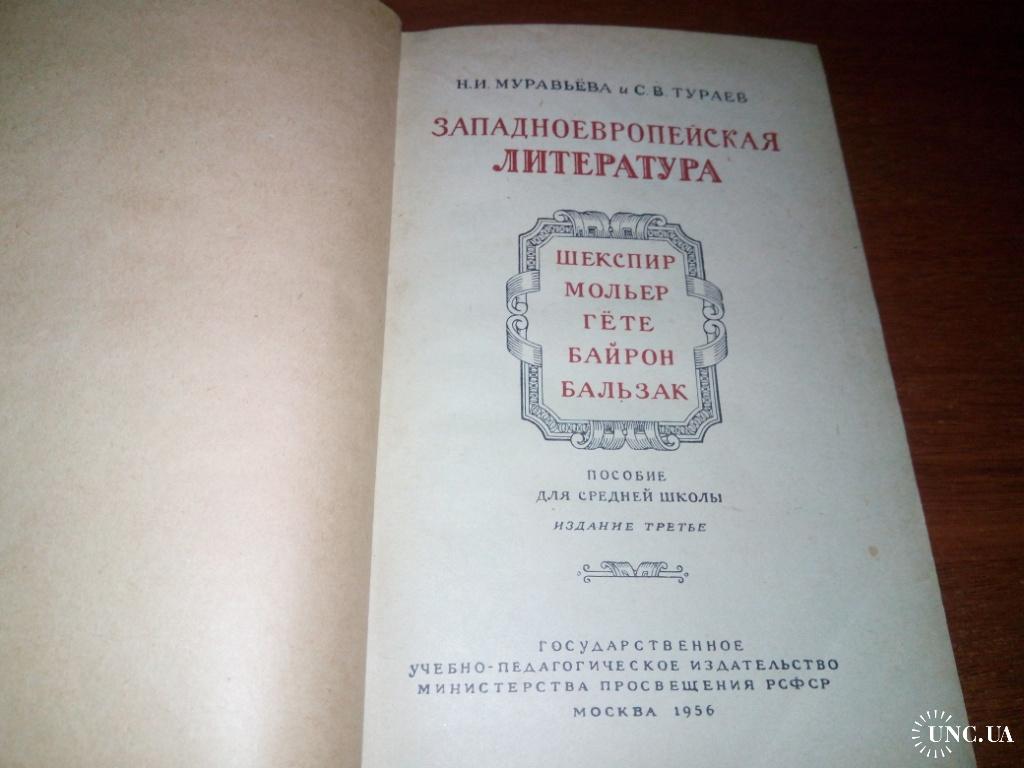 Н.И. МУРАВЬЁВА и С.В. ТУРАЕВ
ЗАПАДНОЕВРОПЕЙСКАЯ
ЛИТЕРАТУРА
ШЕКСПИР
МОЛЬЕР
ГЁТЕ
БАЙРОН
БАЛЬЗАК
ПОСОБИЕ
ДЛЯ СРЕДНЕЙ ШКОЛЫ
ИЗДАНИЕ ТРЕТЬЕ
ГОСУДАРСТВЕННОЕ
УЧЕБНО-ПЕДАГОГИЧЕСКОЕ ИЗДАТЕЛЬСТВО
МИНИСТЕРСТВА ПРОСВЕЩЕНИЯ РСФСР
МОСКВА 1956
UNC.UA